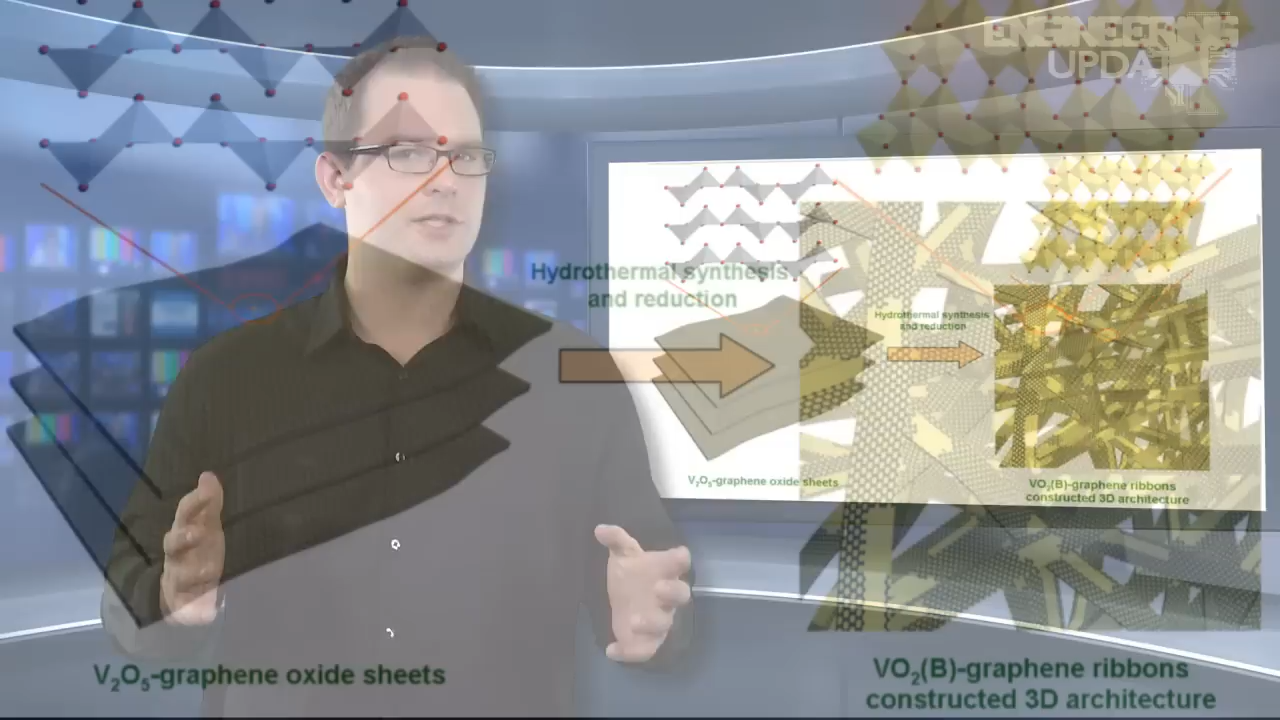 ENGINEERING
UPDA
Hydrothermal synthesis
and reduction
Hydrothermal synthesis
and reduction
V₂O₅-graphene oxide sheets
VO₂(B)-graphene ribbons
constructed 3D architecture
V₂O₅-graphene oxide sheets
VO₂(B)-graphene ribbons
constructed 3D architecture